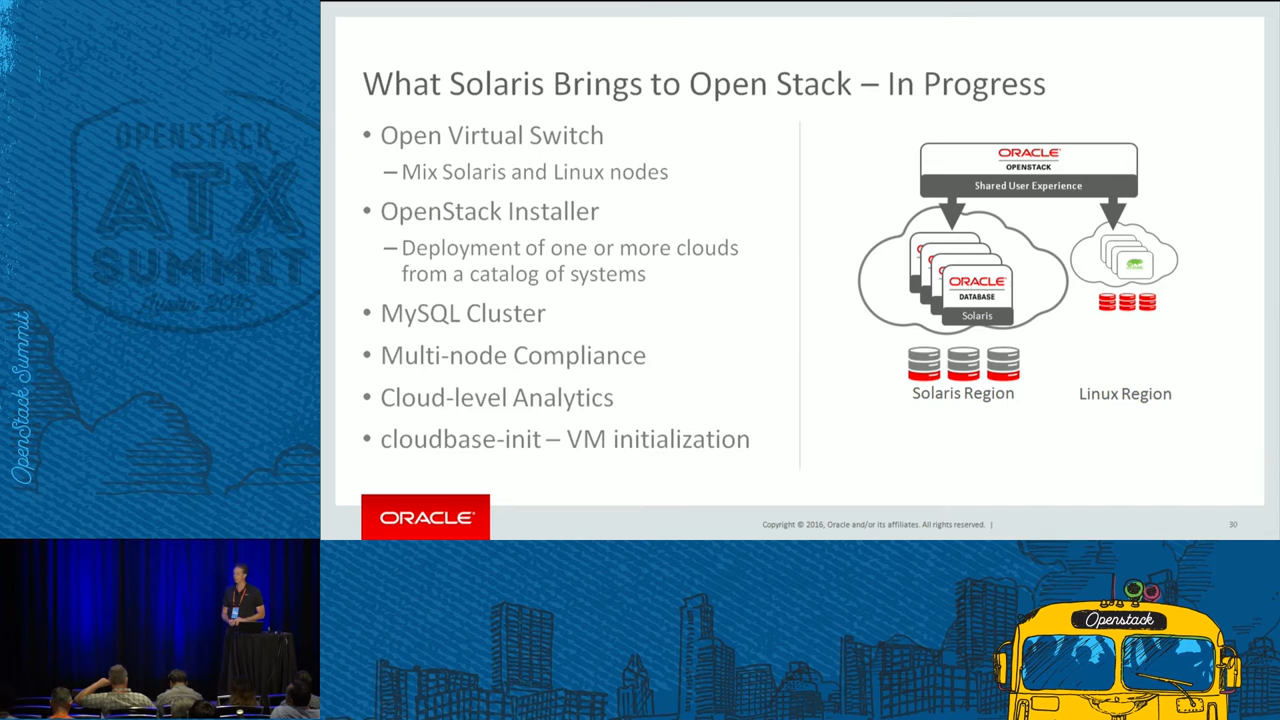 What Solaris Brings to Open Stack – In Progress
• Open Virtual Switch
– Mix Solaris and Linux nodes
• OpenStack Installer
– Deployment of one or more clouds
from a catalog of systems
• MySQL Cluster
• Multi-node Compliance
• Cloud-level Analytics
• cloudbase-init – VM initialization
ORACLE®
OPENSTACK
Shared User Experience
ORACLE®
DATABASE
Solaris
Solaris Region
Linux Region
ORACLE®
Copyright © 2016, Oracle and/or its affiliates. All rights reserved. |
30
OPENSTACK
ATX
OpenStack Summit
Openstack